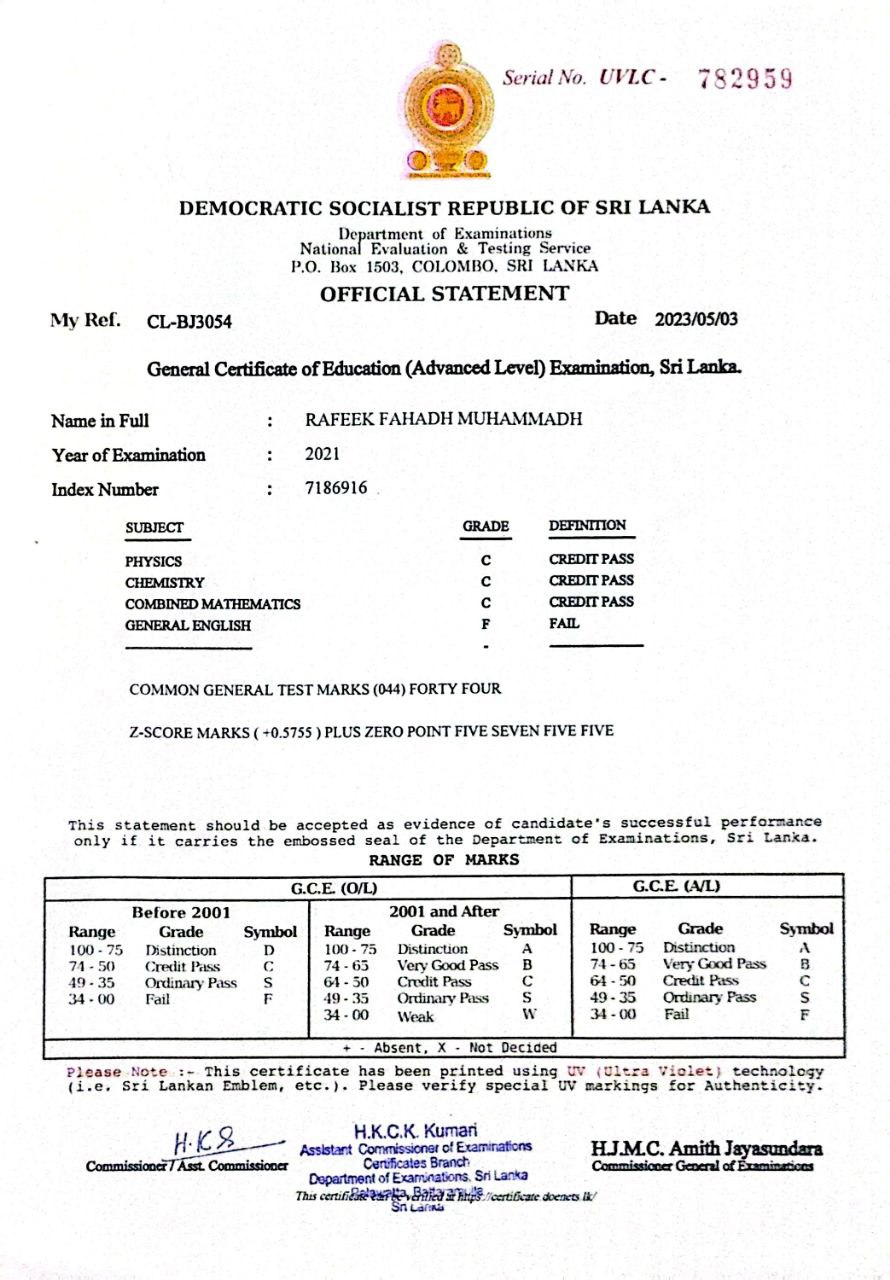 Serial No. UVLC - 782959
DEMOCRATIC SOCIALIST REPUBLIC OF SRI LANKA
Department of Examinations
National Evaluation & Testing Service
P.O. Box 1503, COLOMBO, SRI LANKA
OFFICIAL STATEMENT
My Ref. CL-BJ3054 Date 2023/05/03
General Certificate of Education (Advanced Level) Examination, Sri Lanka.
Name in Full : RAFEEK FAHADH MUHAMMADH
Year of Examination : 2021
Index Number : 7186916
SUBJECT GRADE DEFINITION
PHYSICS C CREDIT PASS
CHEMISTRY C CREDIT PASS
COMBINED MATHEMATICS C CREDIT PASS
GENERAL ENGLISH F FAIL
-
COMMON GENERAL TEST MARKS (044) FORTY FOUR
Z-SCORE MARKS ( +0.5755 ) PLUS ZERO POINT FIVE SEVEN FIVE FIVE
This statement should be accepted as evidence of candidate's successful performance
only if it carries the embossed seal of the Department of Examinations, Sri Lanka.
RANGE OF MARKS
G.C.E. (O/L) G.C.E. (A/L)
Before 2001 2001 and After
Range Grade Symbol Range Grade Symbol Range Grade Symbol
100 - 75 Distinction D 100 - 75 Distinction A 100 - 75 Distinction A
74 - 50 Credit Pass C 74 - 65 Very Good Pass B 74 - 65 Very Good Pass B
49 - 35 Ordinary Pass S 64 - 50 Credit Pass C 64 - 50 Credit Pass C
34 - 00 Fail F 49 - 35 Ordinary Pass S 49 - 35 Ordinary Pass S
34 - 00 Weak W 34 - 00 Fail F
+ - Absent, X - Not Decided
Please Note :- This certificate has been printed using UV (Ultra Violet) technology
(i.e. Sri Lankan Emblem, etc.). Please verify special UV markings for Authenticity.
H.K.S
Commissioner / Asst. Commissioner
H.K.C.K. Kumari
Assistant Commissioner of Examinations
Certificates Branch
Department of Examinations, Sri Lanka
Pelawatta, Battaramulla
Sri Lanka
H.J.M.C. Amith Jayasundara
Commissioner General of Examinations
This certificate can be verified at https://certificate.doenets.lk/